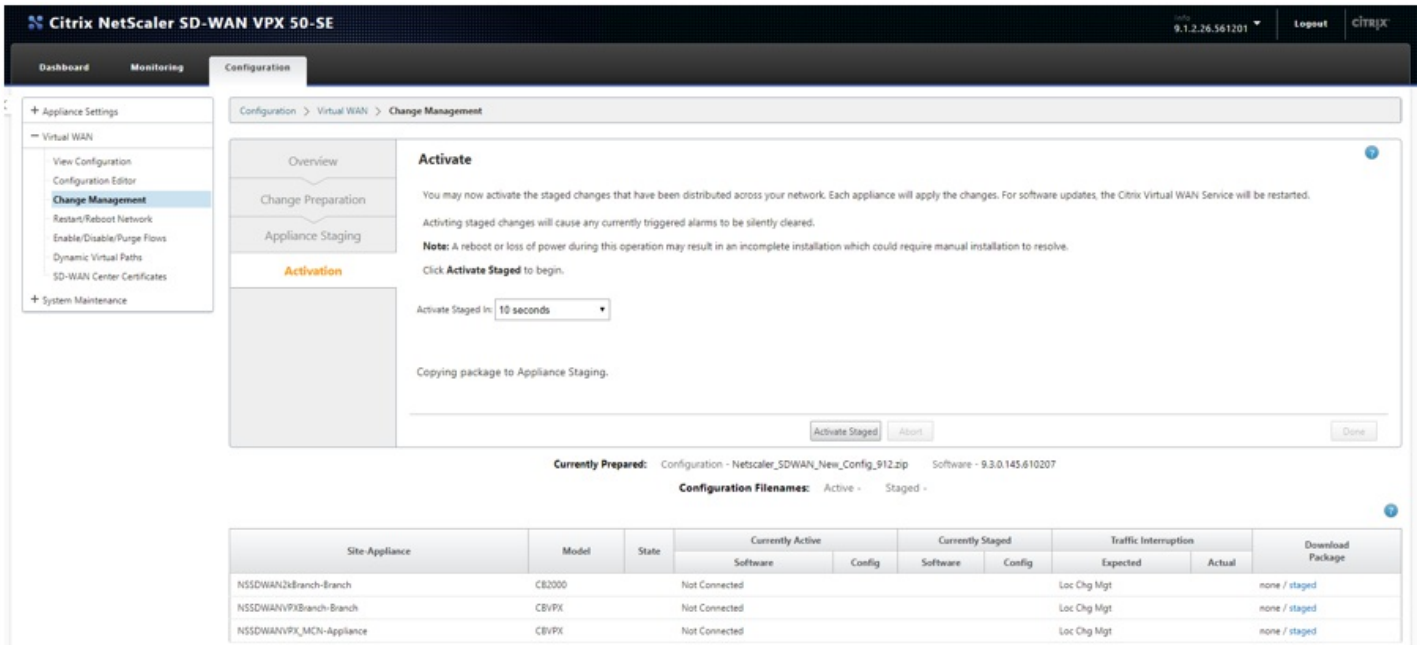 Citrix NetScaler SD-WAN VPX 50-SE
Info
9.1.2.26.561201
Logout
CITRIX
Dashboard Monitoring Configuration
+ Appliance Settings
− Virtual WAN
View Configuration
Configuration Editor
Change Management
Restart/Reboot Network
Enable/Disable/Purge Flows
Dynamic Virtual Paths
SD-WAN Center Certificates
+ System Maintenance
Configuration > Virtual WAN > Change Management
Overview
Change Preparation
Appliance Staging
Activation
Activate
?
You may now activate the staged changes that have been distributed across your network. Each appliance will apply the changes. For software updates, the Citrix Virtual WAN Service will be restarted.
Activting staged changes will cause any currently triggered alarms to be silently cleared.
Note: A reboot or loss of power during this operation may result in an incomplete installation which could require manual installation to resolve.
Click Activate Staged to begin.
Activate Staged In: 10 seconds
Copying package to Appliance Staging.
Activate Staged Abort Done
Currently Prepared: Configuration - Netscaler_SDWAN_New_Config_912.zip Software - 9.3.0.145.610207
Configuration Filenames: Active - Staged -
?
Site-Appliance Model State Currently Active Currently Staged Traffic Interruption Download Package
Software Config Software Config Expected Actual
NSSDWAN2kBranch-Branch CB2000 Not Connected Loc Chg Mgt none / staged
NSSDWANVPXBranch-Branch CBVPX Not Connected Loc Chg Mgt none / staged
NSSDWANVPX_MCN-Appliance CBVPX Not Connected Loc Chg Mgt none / staged